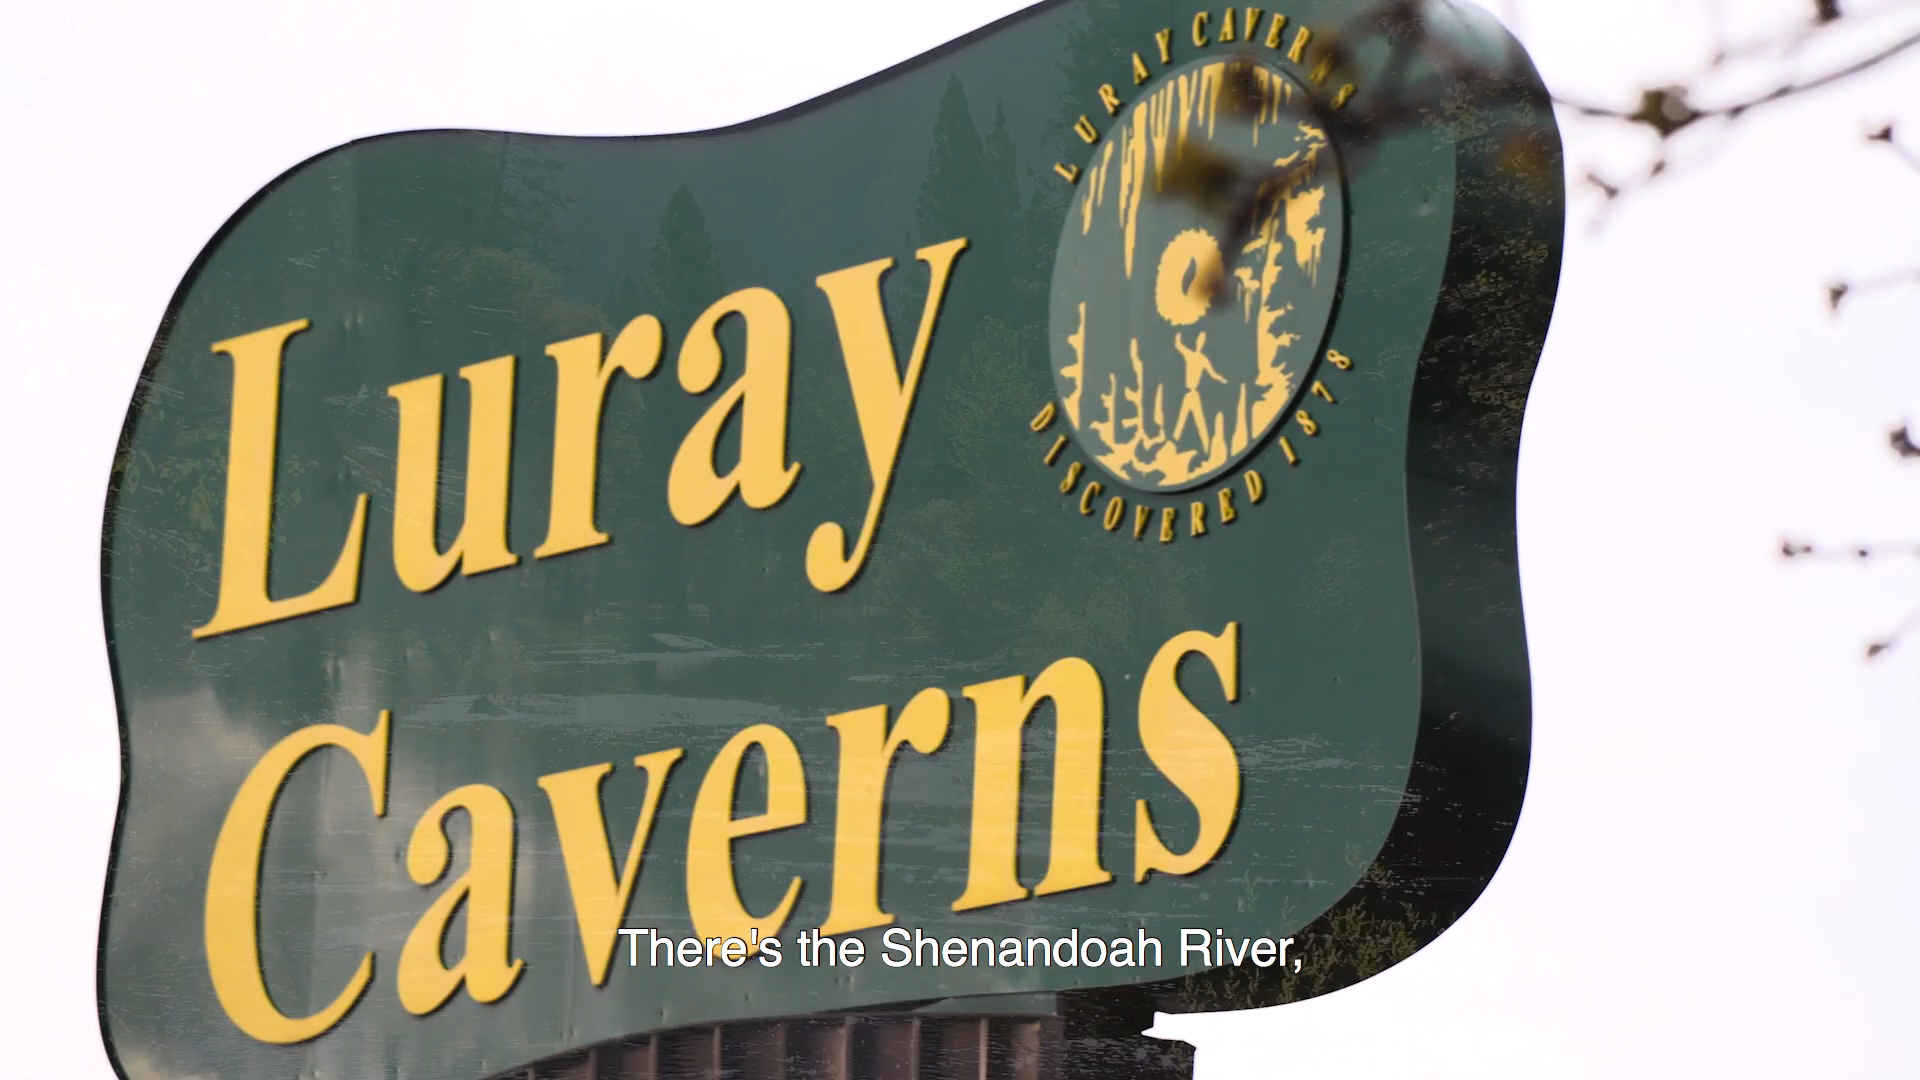 LURAY CAVERNS
Luray
DISCOVERED 1878
Caverns
There's the Shenandoah River,